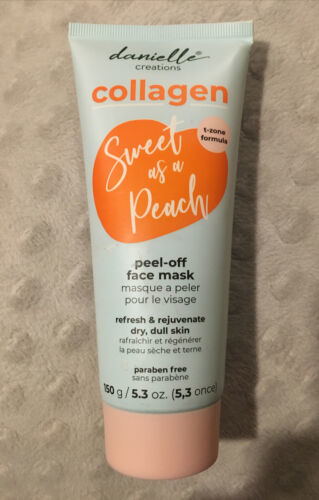 danielle®
creations
collagen
t-zone
formula
Sweet
as a
Peach
peel-off
face mask
masque a peler
pour le visage
refresh & rejuvenate
dry, dull skin
rafraichir et régénérer
la peau sèche et terne
paraben free
sans parabène
150 g / 5.3 oz. (5,3 once)